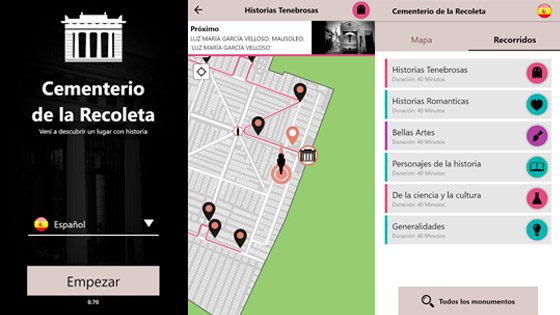 Cementerio
de la Recoleta
Vení a descubrir un lugar con historia
Español
Empezar
0.70
Historias Tenebrosas
Próximo
LUZ MARÍA GARCÍA VELLOSO, MAUSOLEO:
'LUZ MARÍA GARCÍA VELLOSO'
Cementerio de la Recoleta
Mapa
Recorridos
Historias Tenebrosas
Duración: 40 Minutos
Historias Romanticas
Duración: 40 Minutos
Bellas Artes
Duración: 40 Minutos
Personajes de la historia
Duración: 40 Minutos
De la ciencia y la cultura
Duración: 40 Minutos
Generalidades
Duración: 40 Minutos
Todos los monumentos